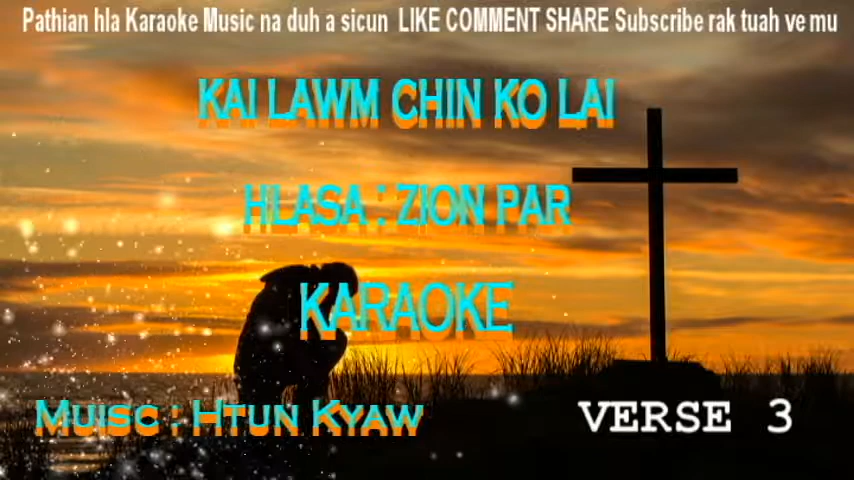 Pathian hla Karaoke Music na duh a sicun LIKE COMMENT SHARE Subscribe rak tuah ve mu
KAI LAWM CHIN KO LAI
HLASA : ZION PAR
KARAOKE
Muisc : Htun Kyaw
VERSE 3